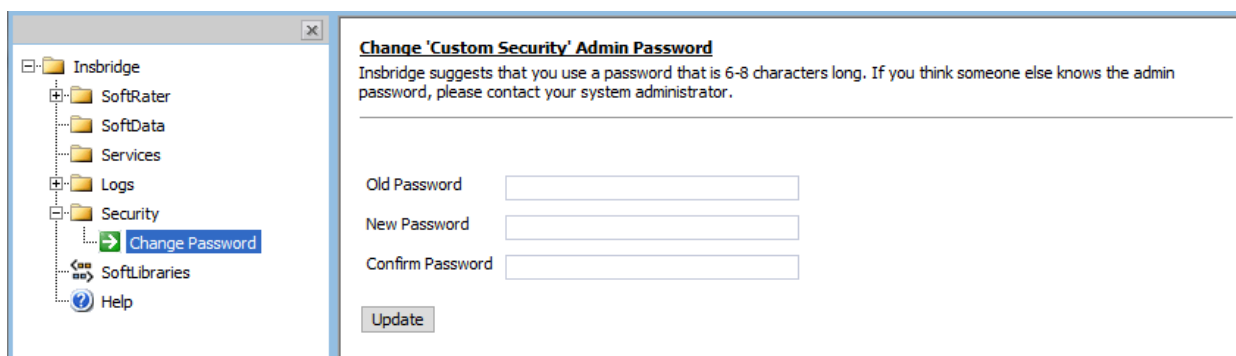 Insbridge
SoftRater
SoftData
Services
Logs
Security
Change Password
SoftLibraries
Help
Change 'Custom Security' Admin Password
Insbridge suggests that you use a password that is 6-8 characters long. If you think someone else knows the admin
password, please contact your system administrator.
Old Password
New Password
Confirm Password
Update